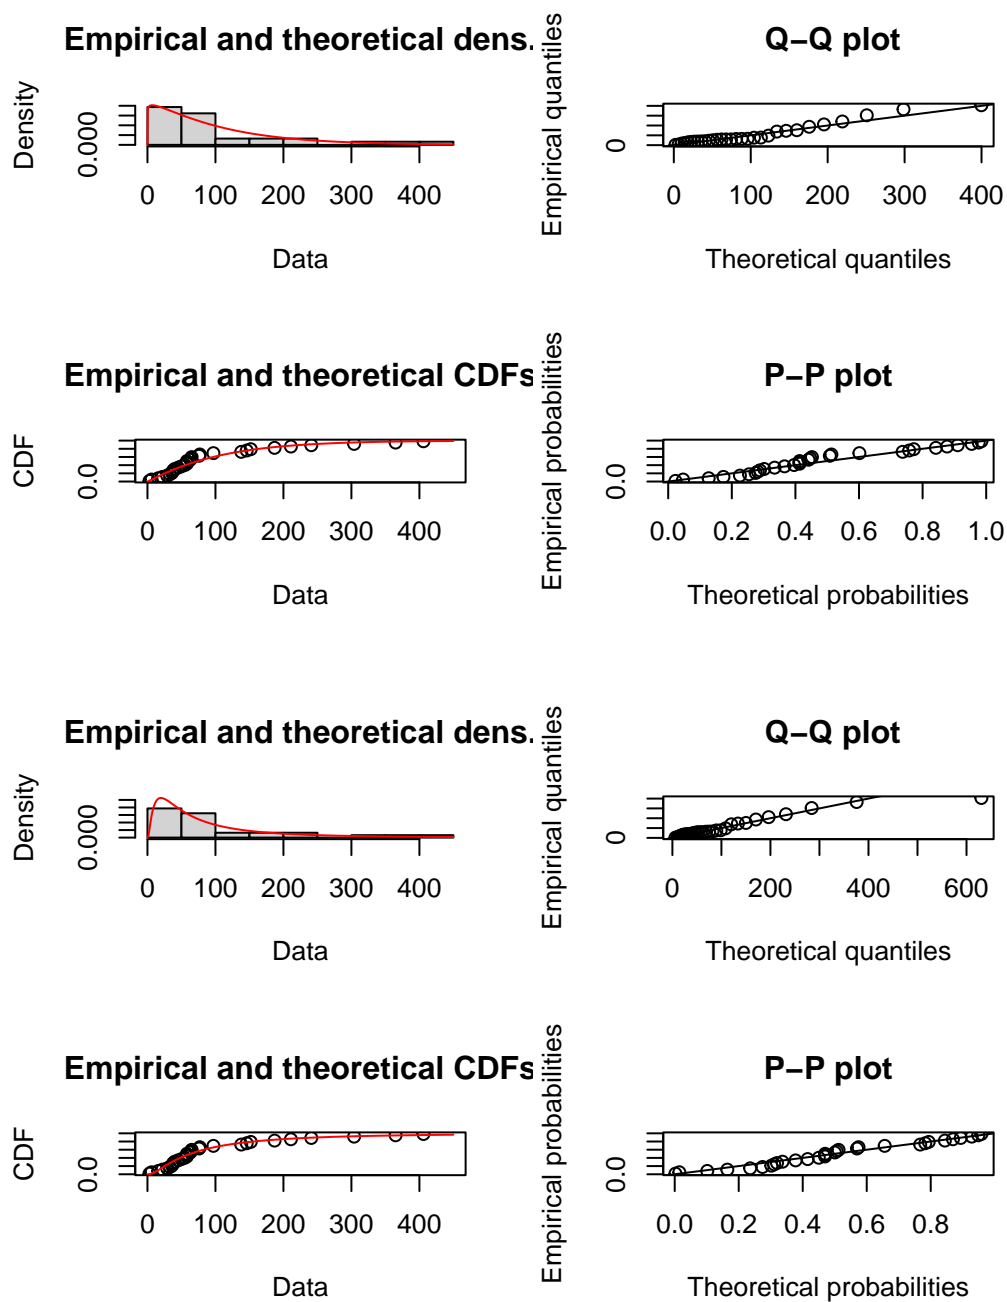 Empirical and theoretical dens.
Density
0.000
0 100 200 300 400
Data
Q−Q plot
Empirical quantiles
0
0 100 200 300 400
Theoretical quantiles
Empirical and theoretical CDFs
CDF
0.0
0 100 200 300 400
Data
P−P plot
Empirical probabilities
0.0
0.0 0.2 0.4 0.6 0.8 1.0
Theoretical probabilities
Empirical and theoretical dens.
Density
0.000
0 100 200 300 400
Data
Q−Q plot
Empirical quantiles
0
0 200 400 600
Theoretical quantiles
Empirical and theoretical CDFs
CDF
0.0
0 100 200 300 400
Data
P−P plot
Empirical probabilities
0.0
0.0 0.2 0.4 0.6 0.8
Theoretical probabilities